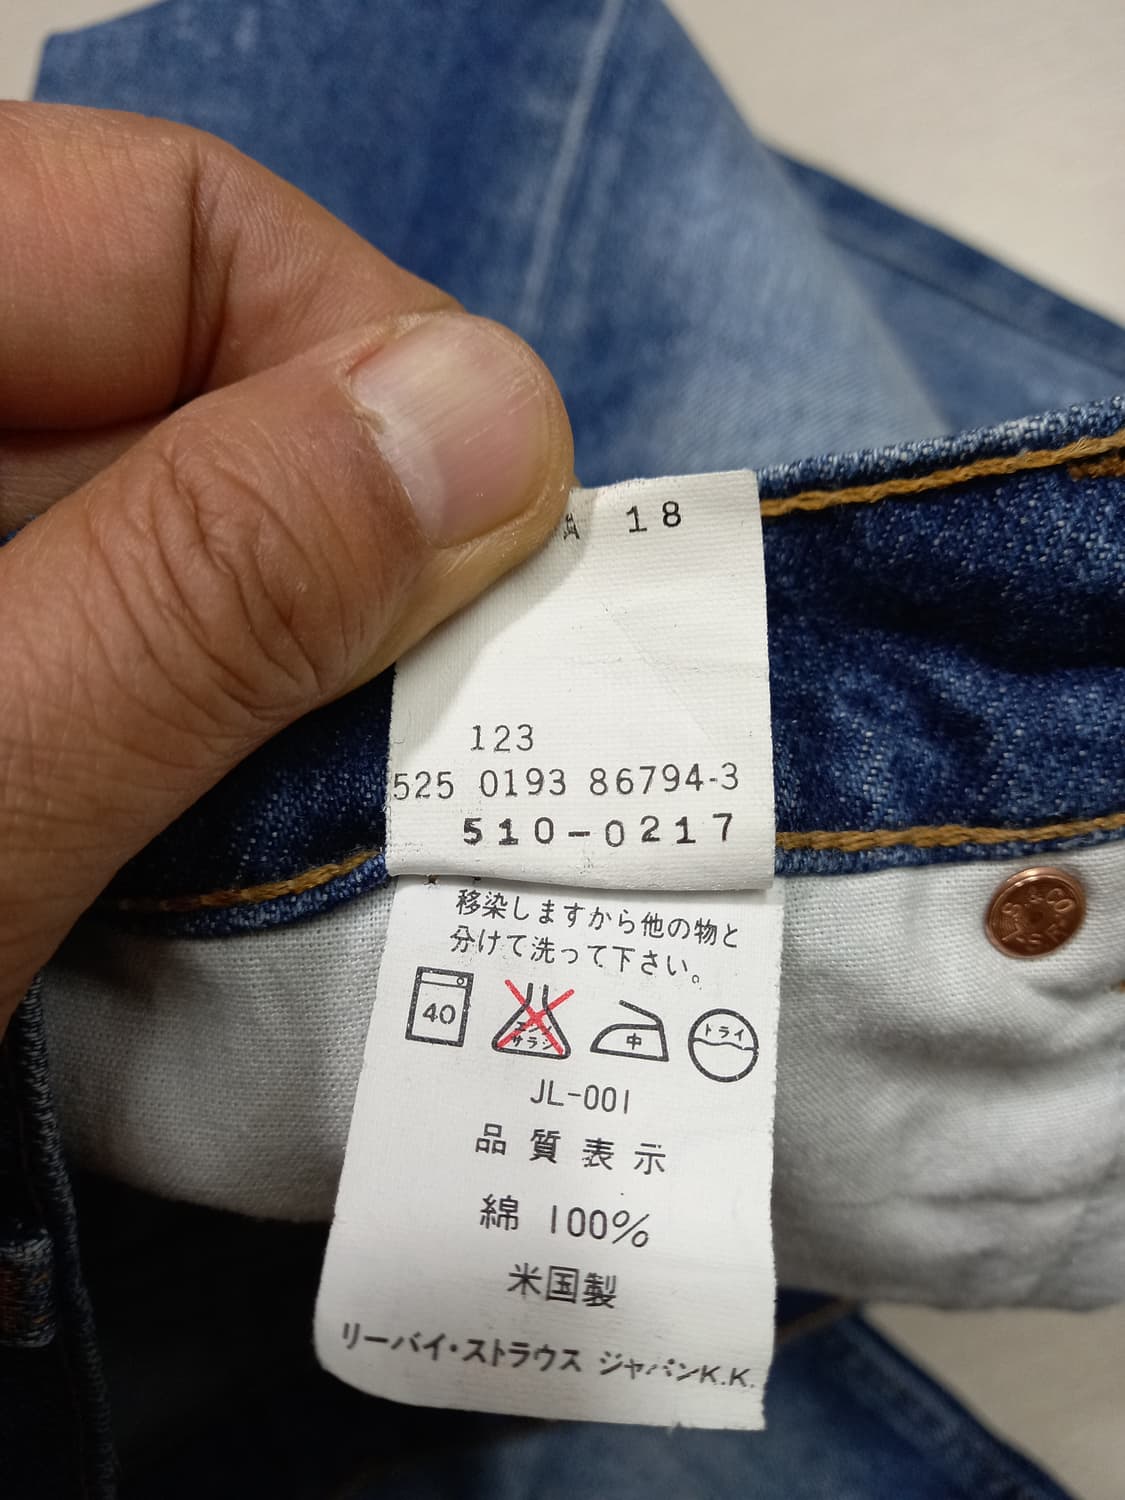 18
123
525 0193 86794-3
510-0217
移染しますから他の物と
分けて洗って下さい。
40
エンソ
サラシ
中
ドライ
JL-001
品質表示
綿 100%
米国製
リーバイ・ストラウス ジャパンK.K.